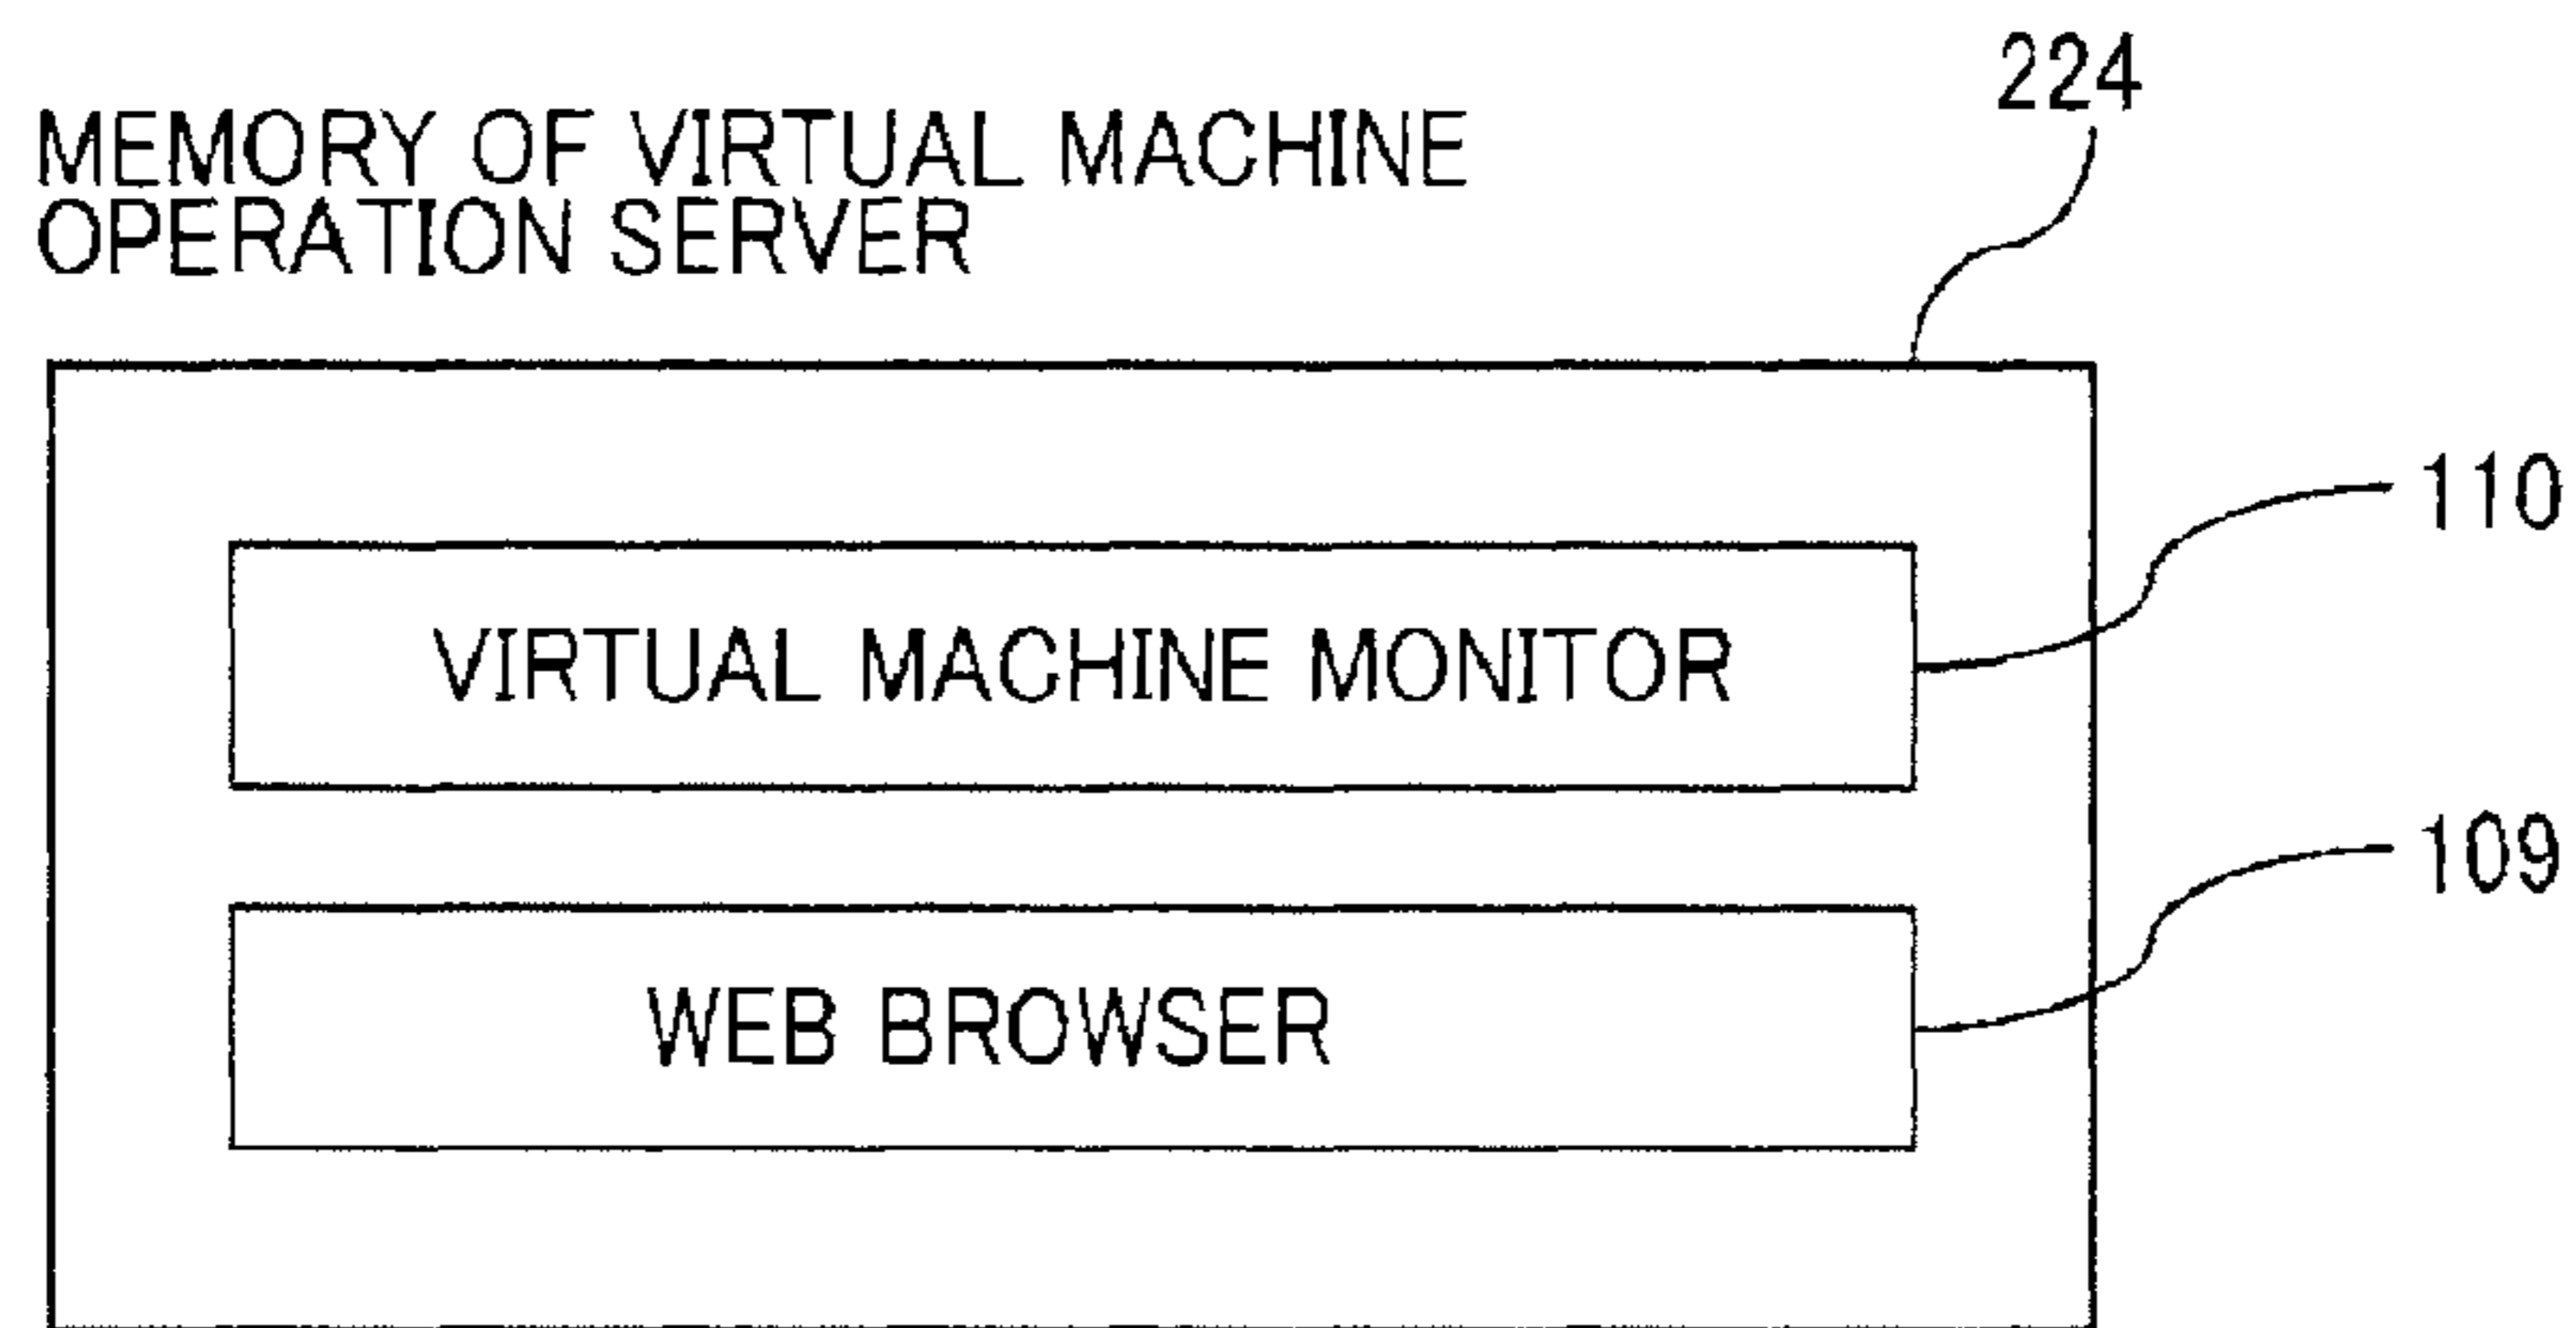 224
MEMORY OF VIRTUAL MACHINE
OPERATION SERVER
110
VIRTUAL MACHINE MONITOR
109
WEB BROWSER